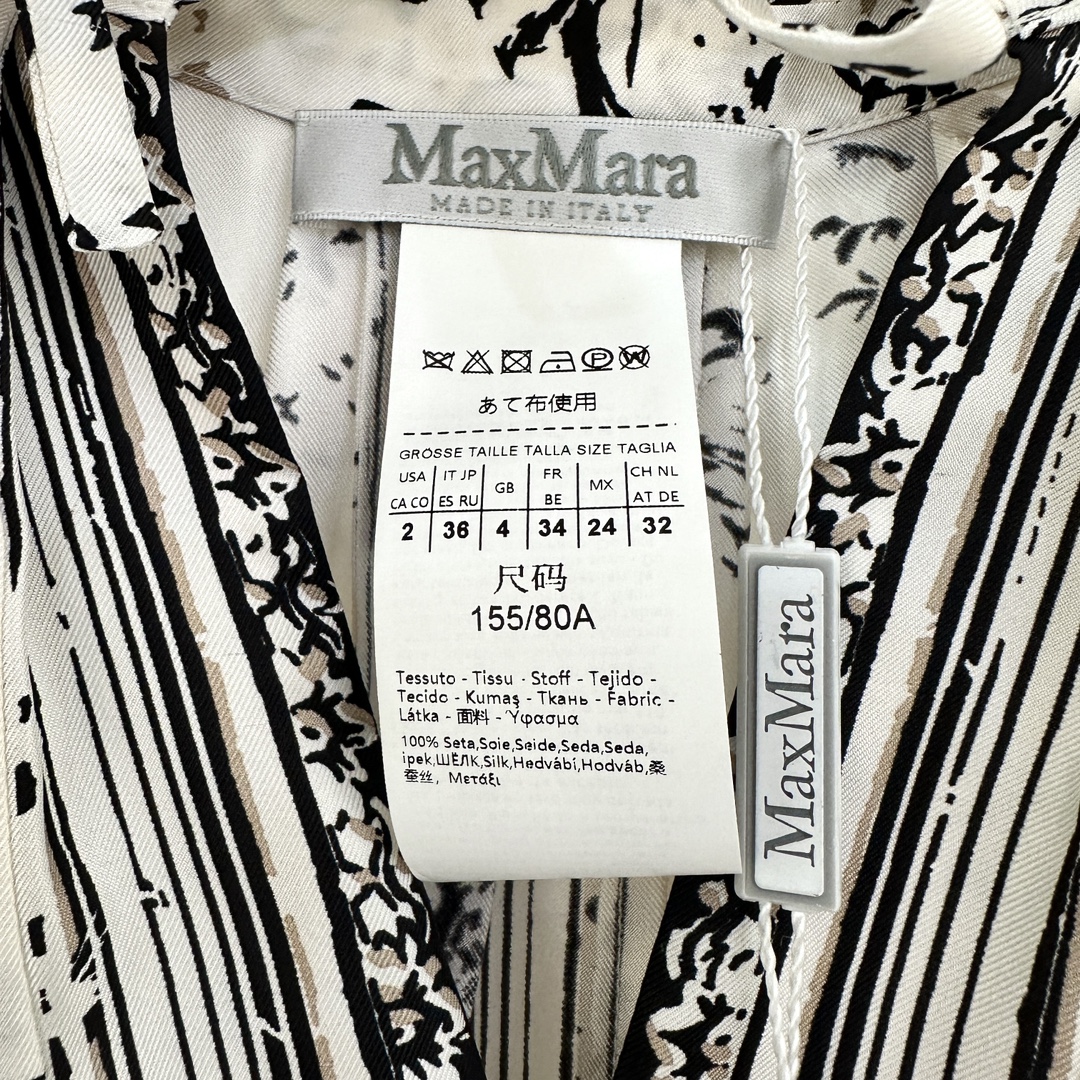 MaxMara
MADE IN ITALY
あて布使用
GRÖSSE TAILLE TALLA SIZE TAGLIA
USA IT JP GB FR MX CH NL
CA CO ES RU BE AT DE
2 36 4 34 24 32
尺码
155/80A
Tessuto - Tissu - Stoff - Tejido -
Tecido - Kumaş - Ткань - Fabric -
Látka - 面料 - Ύφασμα
100% Seta,Soie,Seide,Seda,Seda,
ipek,ШЁЛК,Silk,Hedvábí,Hodváb,桑
蚕丝, Μετάξι
MaxMara